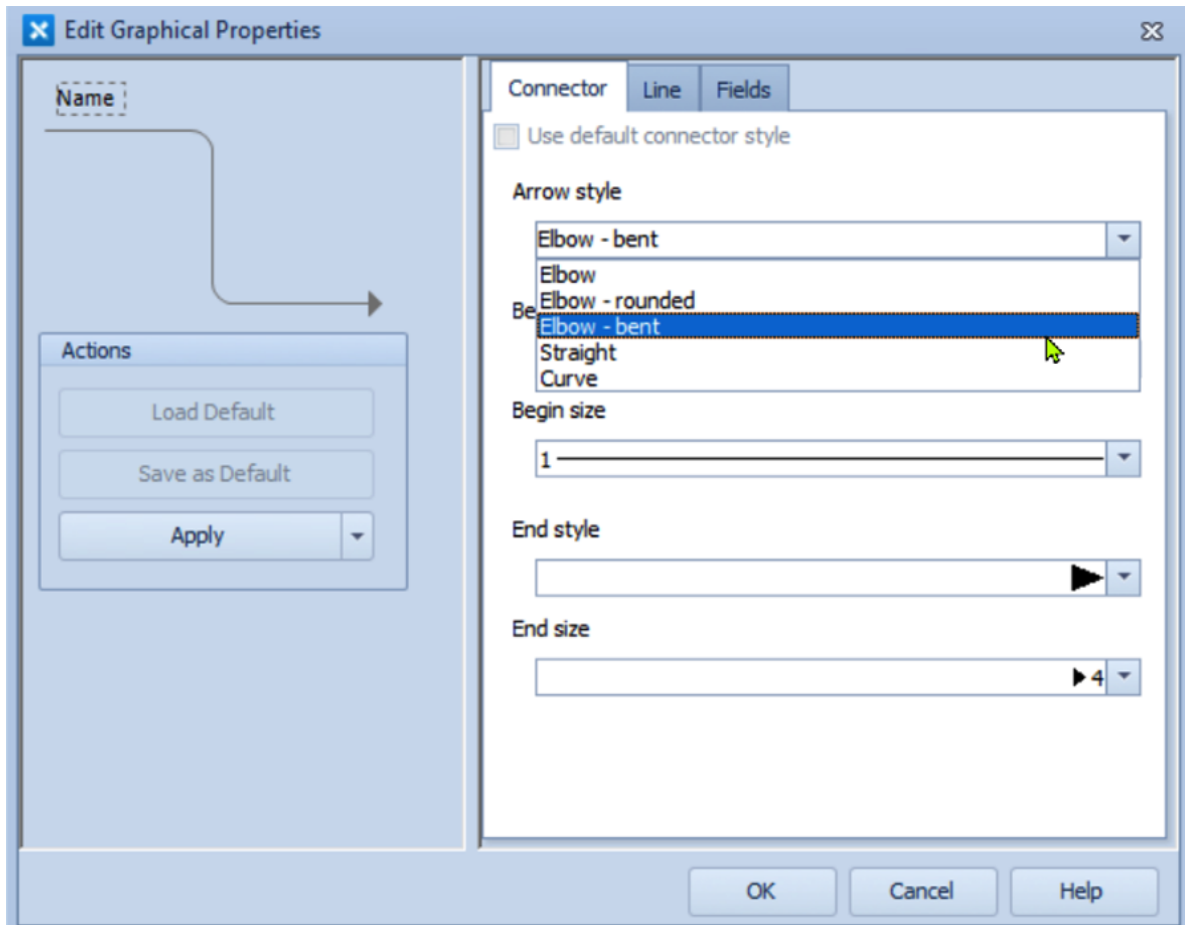 Edit Graphical Properties
Name
Actions
Load Default
Save as Default
Apply
Connector Line Fields
Use default connector style
Arrow style
Elbow - bent
Elbow
Elbow - rounded
Be
Elbow - bent
Straight
Curve
Begin size
1
End style
End size
4
OK Cancel Help